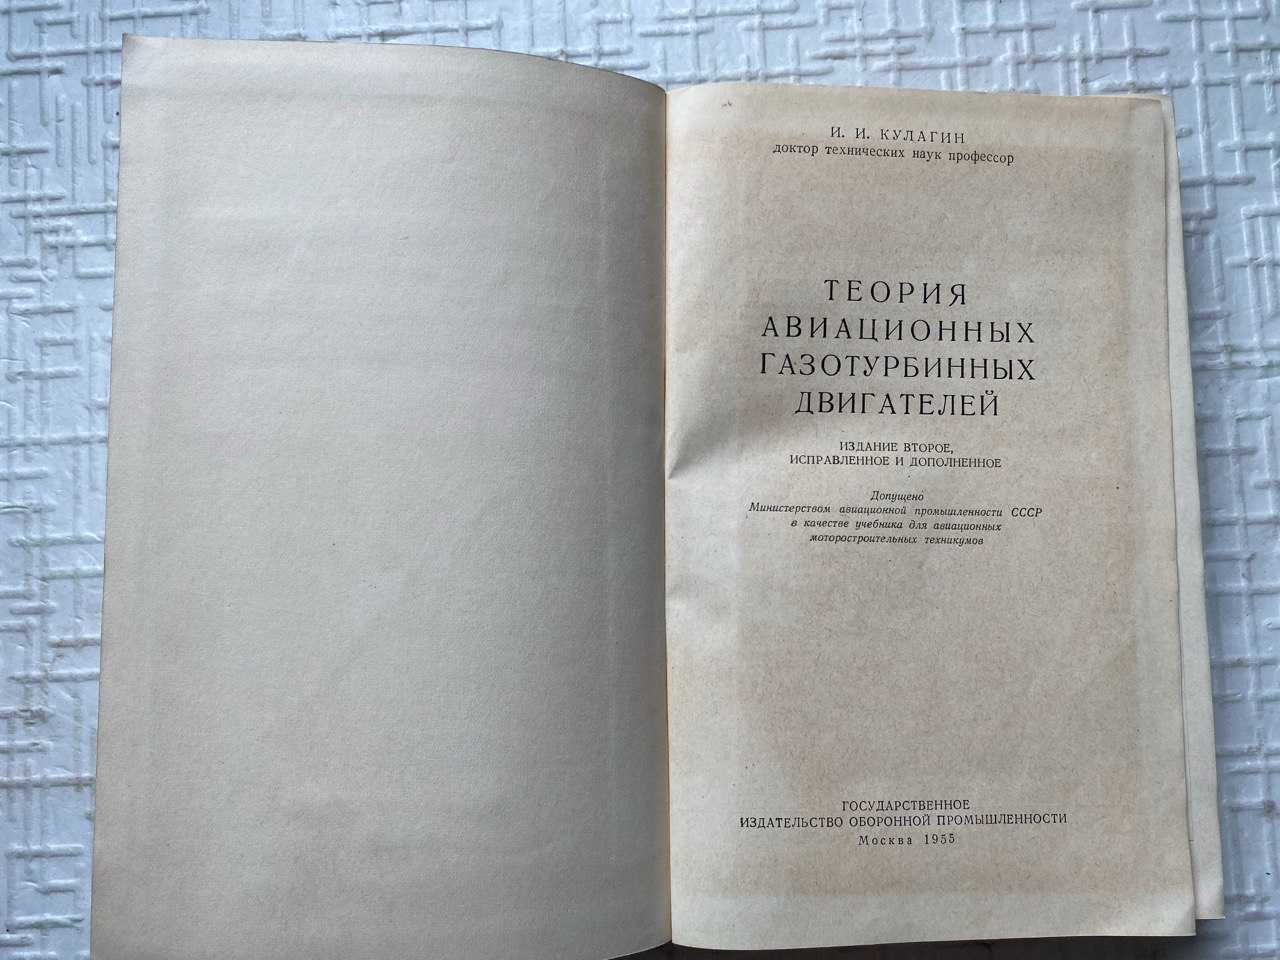 И. И. КУЛАГИН
доктор технических наук профессор
ТЕОРИЯ
АВИАЦИОННЫХ
ГАЗОТУРБИННЫХ
ДВИГАТЕЛЕЙ
ИЗДАНИЕ ВТОРОЕ,
ИСПРАВЛЕННОЕ И ДОПОЛНЕННОЕ
Допущено
Министерством авиационной промышленности СССР
в качестве учебника для авиационных
моторостроительных техникумов
ГОСУДАРСТВЕННОЕ
ИЗДАТЕЛЬСТВО ОБОРОННОЙ ПРОМЫШЛЕННОСТИ
Москва 1955